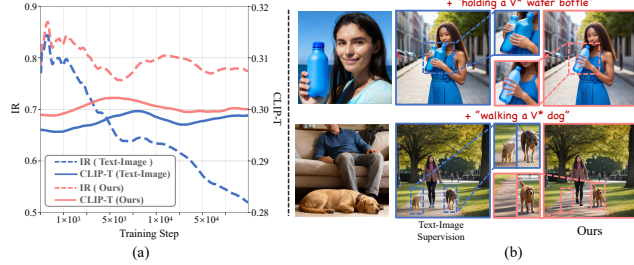 + "holding a V* water bottle"
0.9
0.8
0.7
0.6
0.5
IR
0.32
0.31
0.30
0.29
0.28
CLIP-T
IR ( Text-Image )
CLIP-T (Text-Image)
IR ( Ours)
CLIP-T (Ours)
1×10³ 5×10³ 1×10⁴ 5×10⁴
Training Step
(a)
+ "walking a V* dog"
Text-Image
Supervision
Ours
(b)